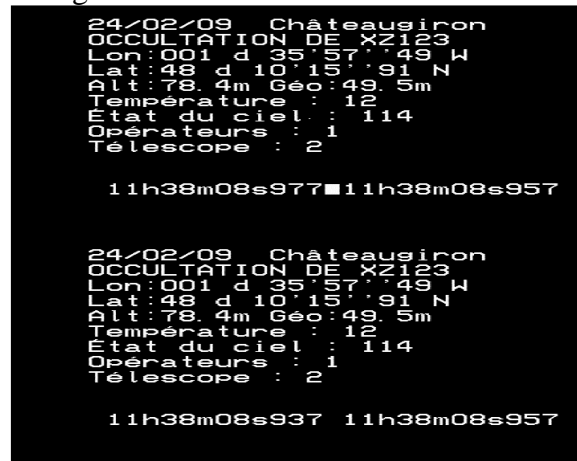 24/02/09 Châteaugiron
OCCULTATION DE XZ123
Lon:001 d 35'57''49 W
Lat:48 d 10'15''91 N
Alt:78.4m Géo:49.5m
Température : 12
État du ciel : 114
Opérateurs : 1
Télescope : 2
11h38m08s977 11h38m08s957
24/02/09 Châteaugiron
OCCULTATION DE XZ123
Lon:001 d 35'57''49 W
Lat:48 d 10'15''91 N
Alt:78.4m Géo:49.5m
Température : 12
État du ciel : 114
Opérateurs : 1
Télescope : 2
11h38m08s937 11h38m08s957